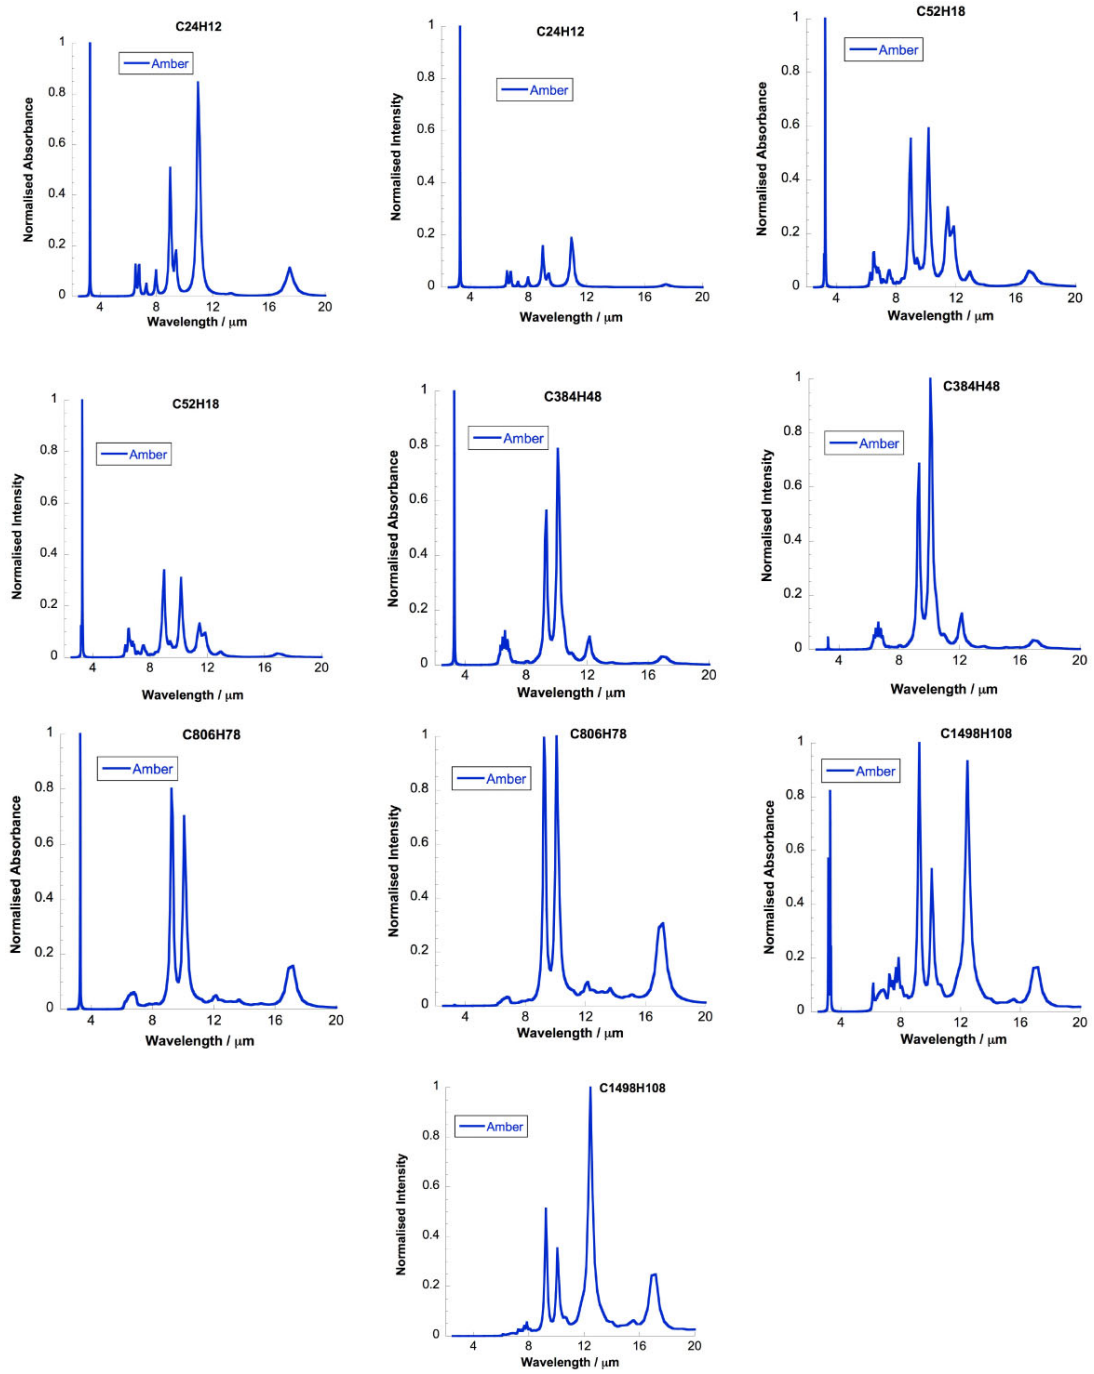 C24H12
Amber
Normalised Absorbance
1
0.8
0.6
0.4
0.2
0
4 8 12 16 20
Wavelength / μm
C24H12
Amber
Normalised Intensity
1
0.8
0.6
0.4
0.2
0
4 8 12 16 20
Wavelength / μm
C52H18
Amber
Normalised Absorbance
1
0.8
0.6
0.4
0.2
0
4 8 12 16 20
Wavelength / μm
C52H18
Amber
Normalised Intensity
1
0.8
0.6
0.4
0.2
0
4 8 12 16 20
Wavelength / μm
C384H48
Amber
Normalised Absorbance
1
0.8
0.6
0.4
0.2
0
4 8 12 16 20
Wavelength / μm
C384H48
Amber
Normalised Intensity
1
0.8
0.6
0.4
0.2
0
4 8 12 16 20
Wavelength / μm
C806H78
Amber
Normalised Absorbance
1
0.8
0.6
0.4
0.2
0
4 8 12 16 20
Wavelength / μm
C806H78
Amber
Normalised Intensity
1
0.8
0.6
0.4
0.2
0
4 8 12 16 20
Wavelength / μm
C1498H108
Amber
Normalised Absorbance
1
0.8
0.6
0.4
0.2
0
4 8 12 16 20
Wavelength / μm
C1498H108
Amber
Normalised Intensity
1
0.8
0.6
0.4
0.2
0
4 8 12 16 20
Wavelength / μm